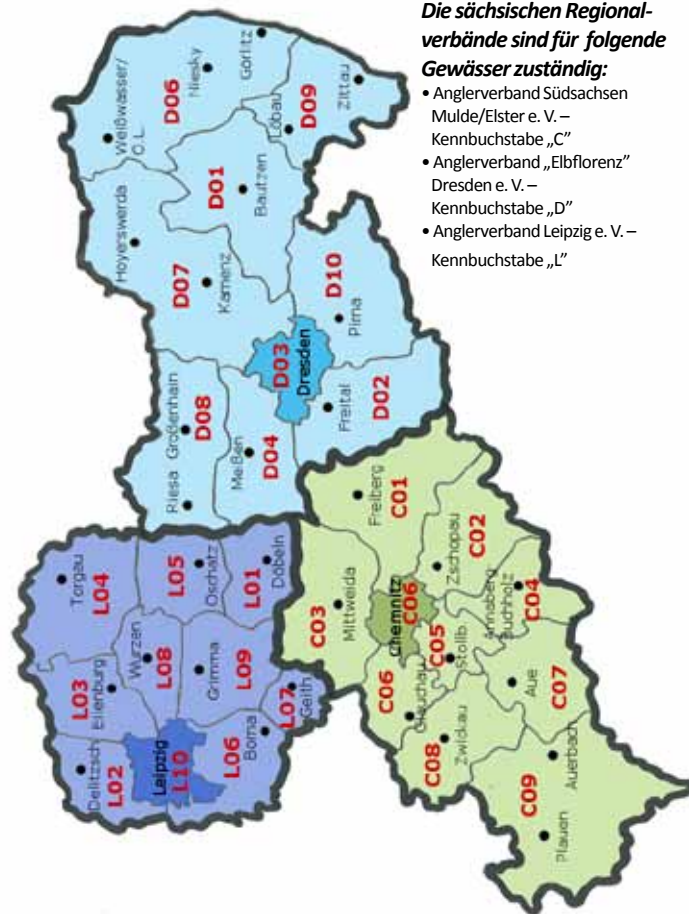 Die sächsischen Regional-
verbände sind für folgende
Gewässer zuständig:
• Anglerverband Südsachsen
Mulde/Elster e. V. –
Kennbuchstabe „C”
• Anglerverband „Elbflorenz”
Dresden e. V. –
Kennbuchstabe „D”
• Anglerverband Leipzig e. V. –
Kennbuchstabe „L”
Delitzsch
L02
L03
Eilenburg
Torgau
L04
Leipzig
L10
Wurzen
L08
Oschatz
L05
L06
Borna
Grimma
L09
L01
Döbeln
L07
Geith
Riesa
Großenhain
D08
Meißen
D04
D03
Dresden
Freital
D02
Pirna
D10
Hoyerswerda
D07
Kamenz
D01
Bautzen
Weißwasser/
O.L.
D06
Niesky
Görlitz
Löbau
D09
Zittau
C03
Mittweida
Freiberg
C01
Chemnitz
C06
C06
Glauchau
C05
Stollb.
Zschopau
C02
Annaberg
Buchholz
C04
C08
Zwickau
Aue
C07
C09
Plauen
Auerbach